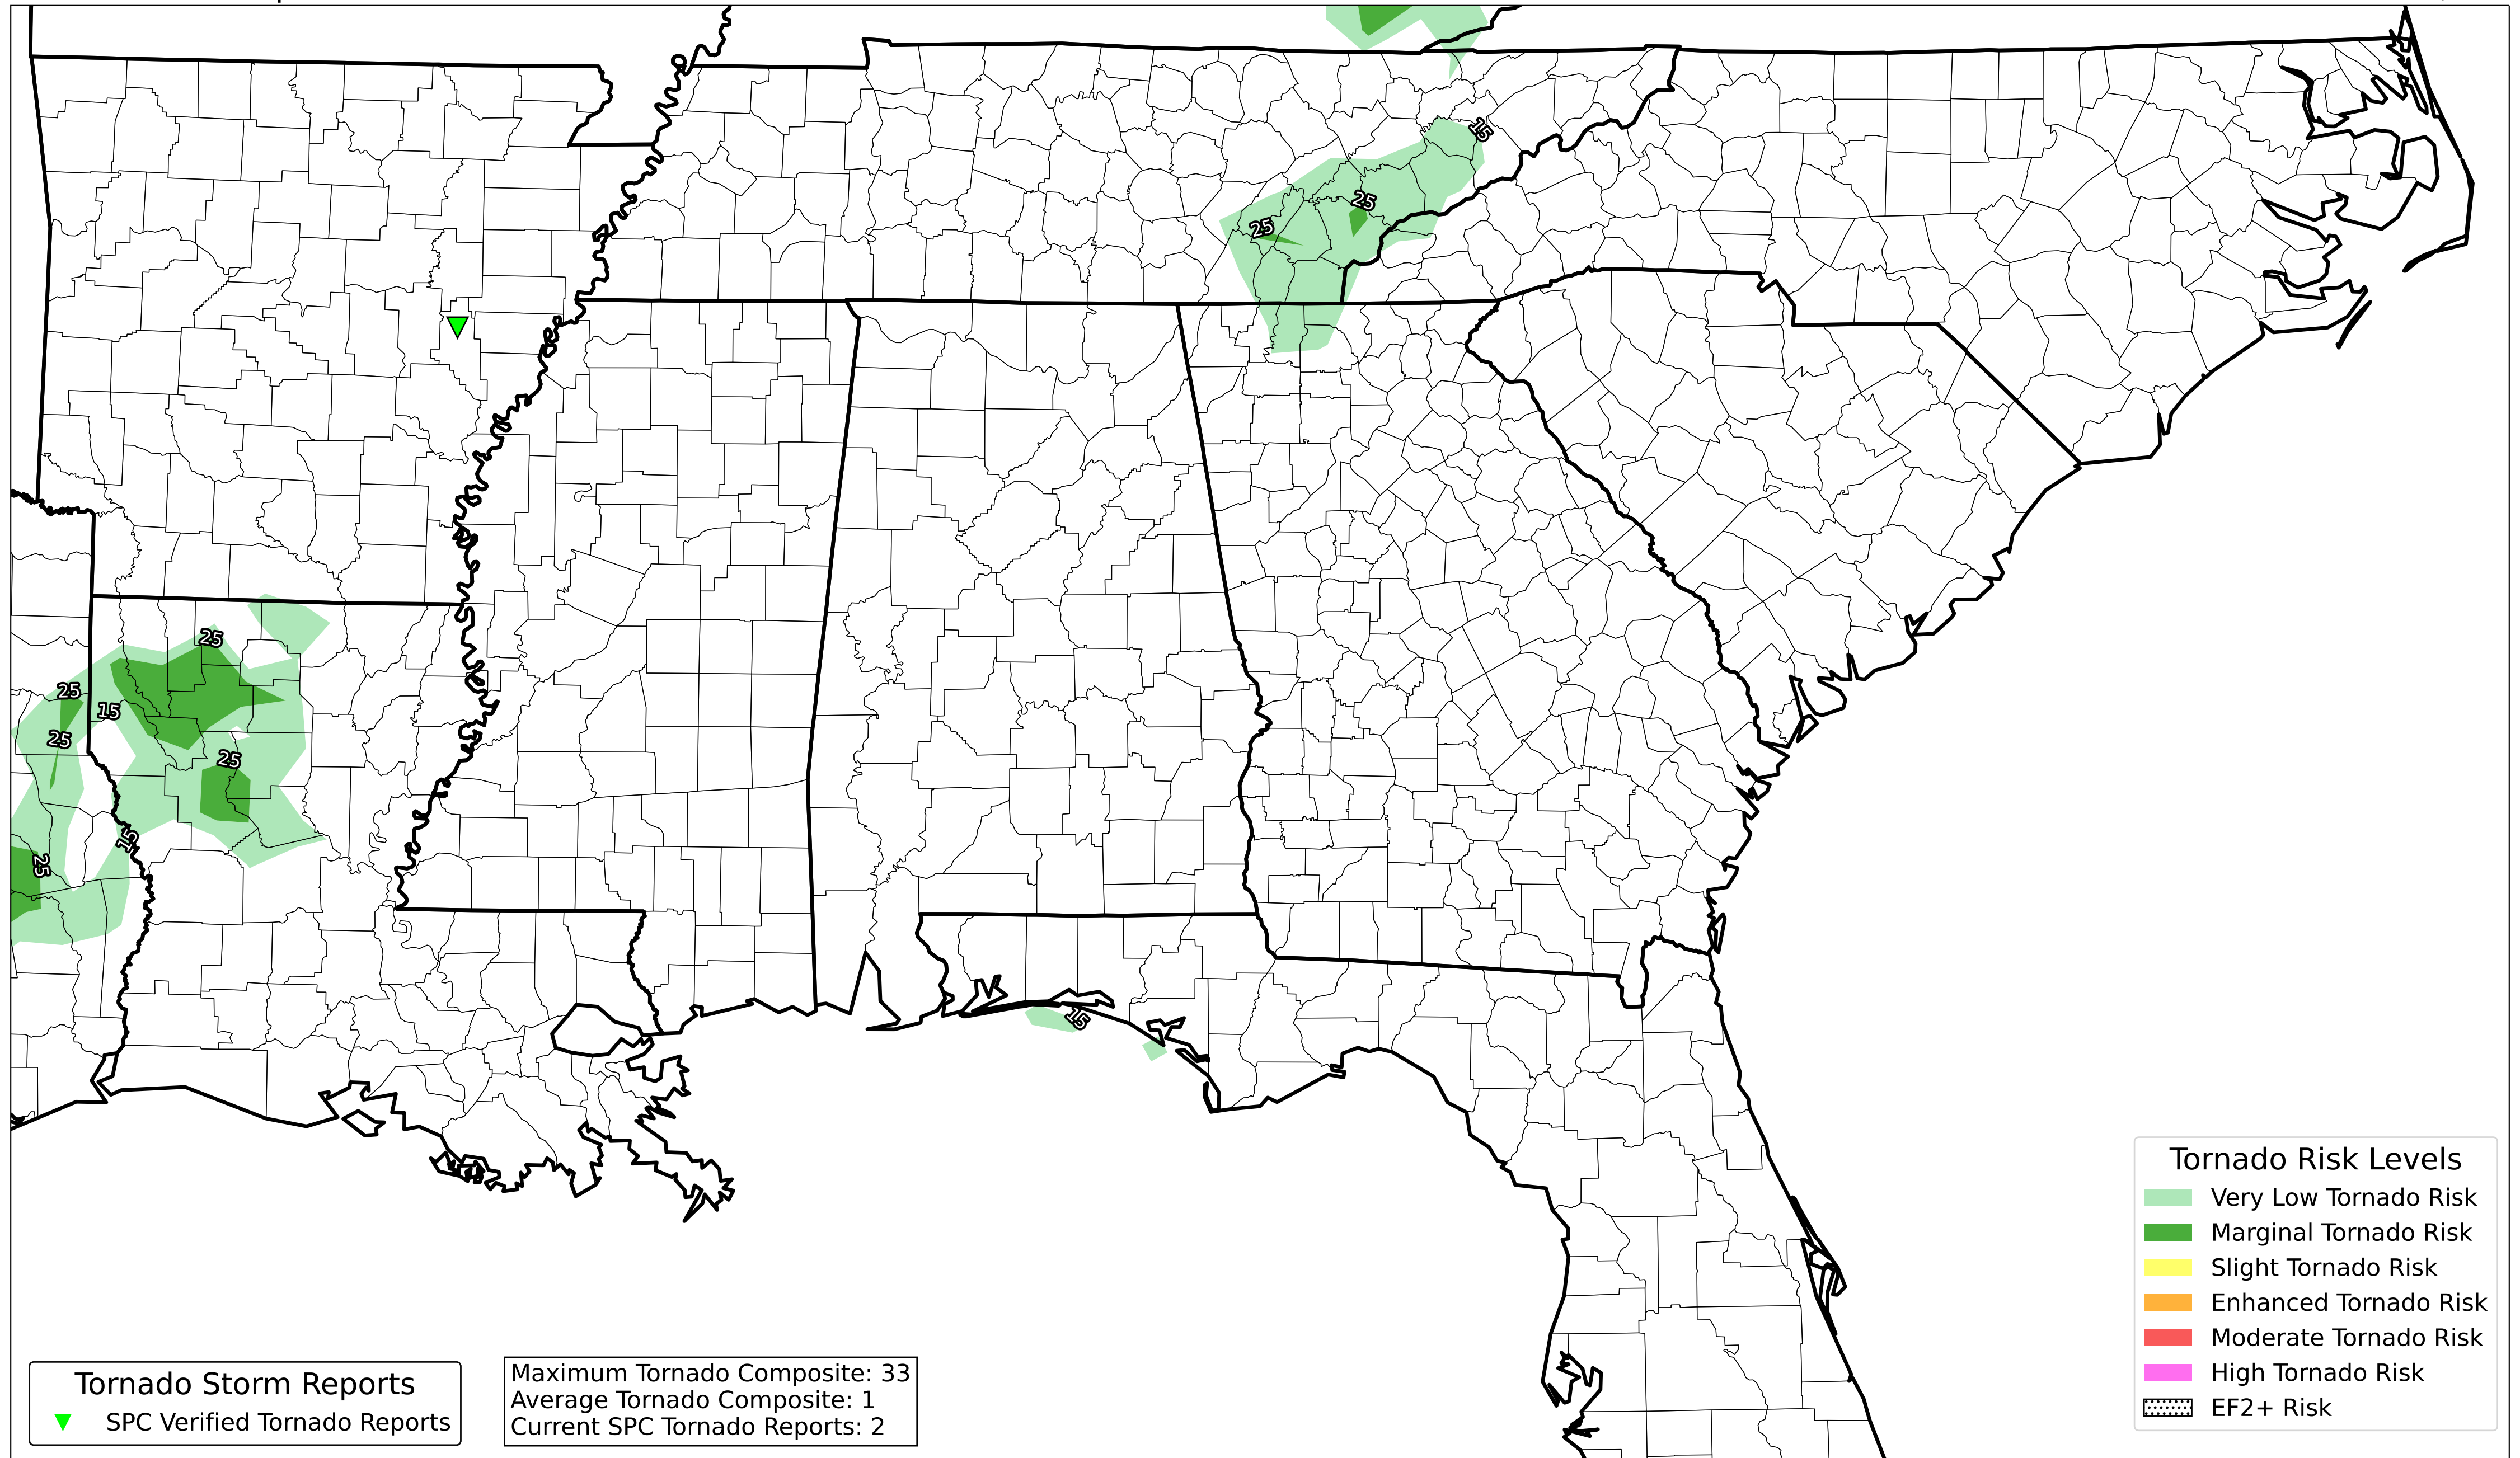 15
25
25
25
25
15
25
25
15
25
15
Tornado Risk Levels
Very Low Tornado Risk
Marginal Tornado Risk
Slight Tornado Risk
Enhanced Tornado Risk
Moderate Tornado Risk
High Tornado Risk
EF2+ Risk
Tornado Storm Reports
SPC Verified Tornado Reports
Maximum Tornado Composite: 33
Average Tornado Composite: 1
Current SPC Tornado Reports: 2